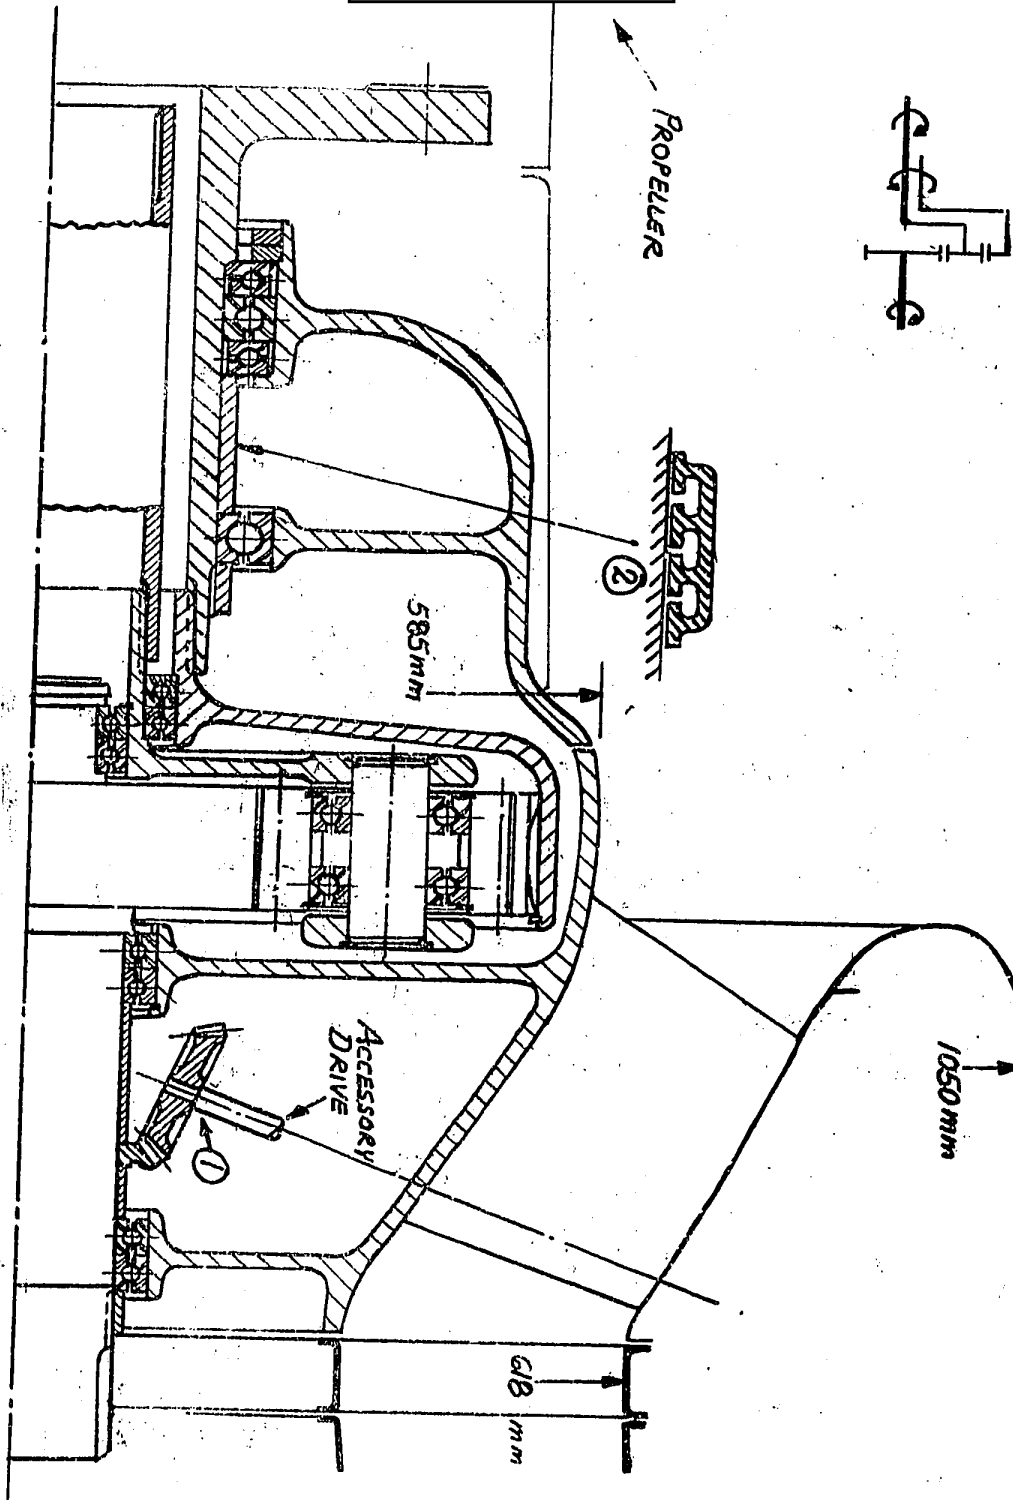 PROPELLER
②
585mm
1050mm
ACCESSORY
DRIVE
①
618 mm